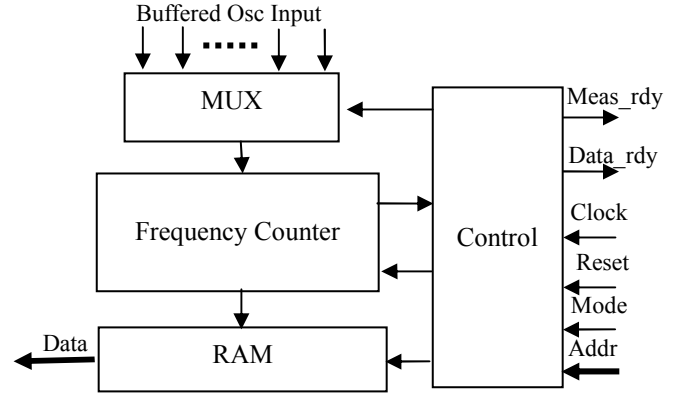 Buffered Osc Input
MUX
Meas_rdy
Data_rdy
Frequency Counter
Control
Clock
Reset
Mode
Addr
Data
RAM